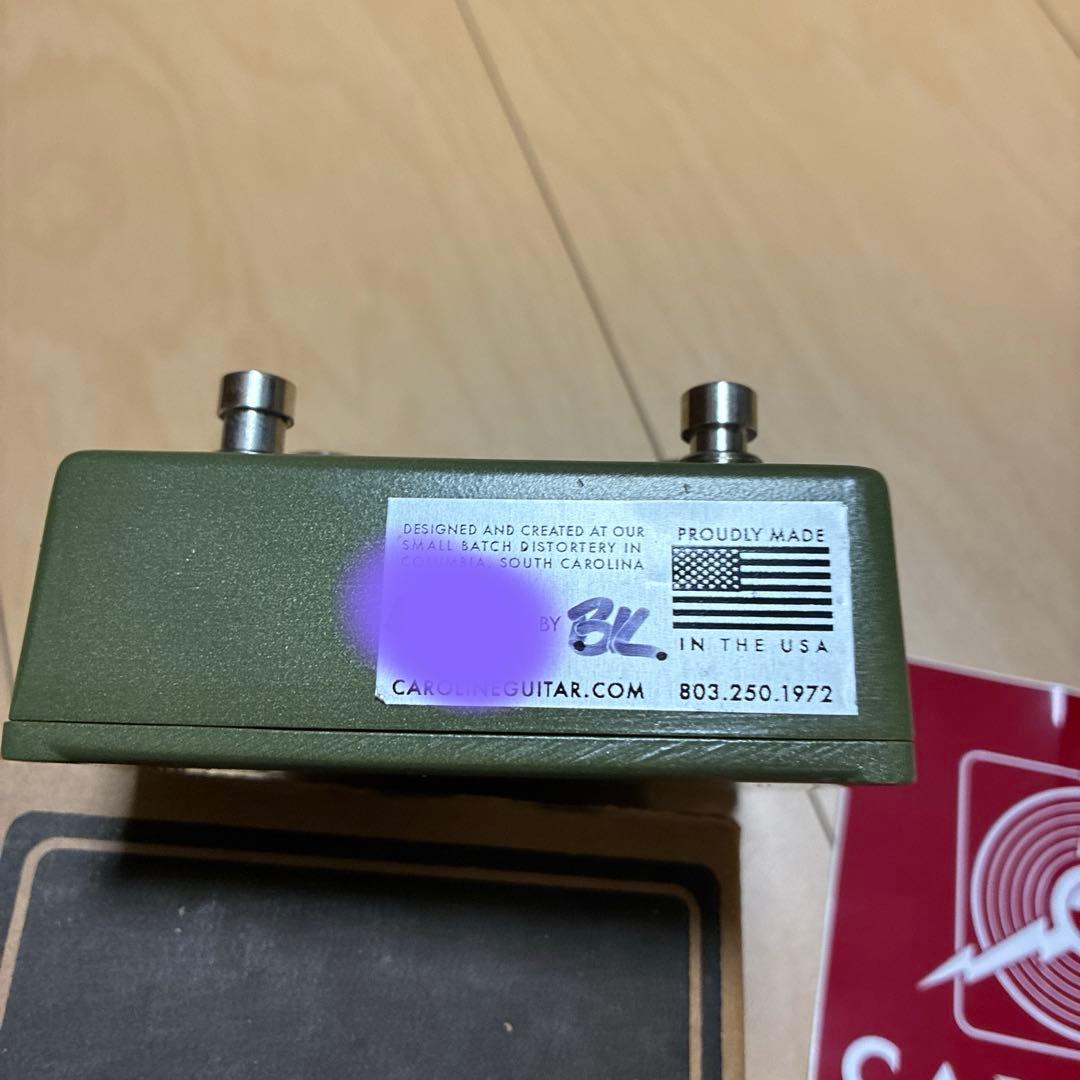 DESIGNED AND CREATED AT OUR
SMALL BATCH DISTORTERY IN
COLUMBIA, SOUTH CAROLINA
BY BL.
CAROLINEGUITAR.COM
PROUDLY MADE
IN THE USA
803.250.1972